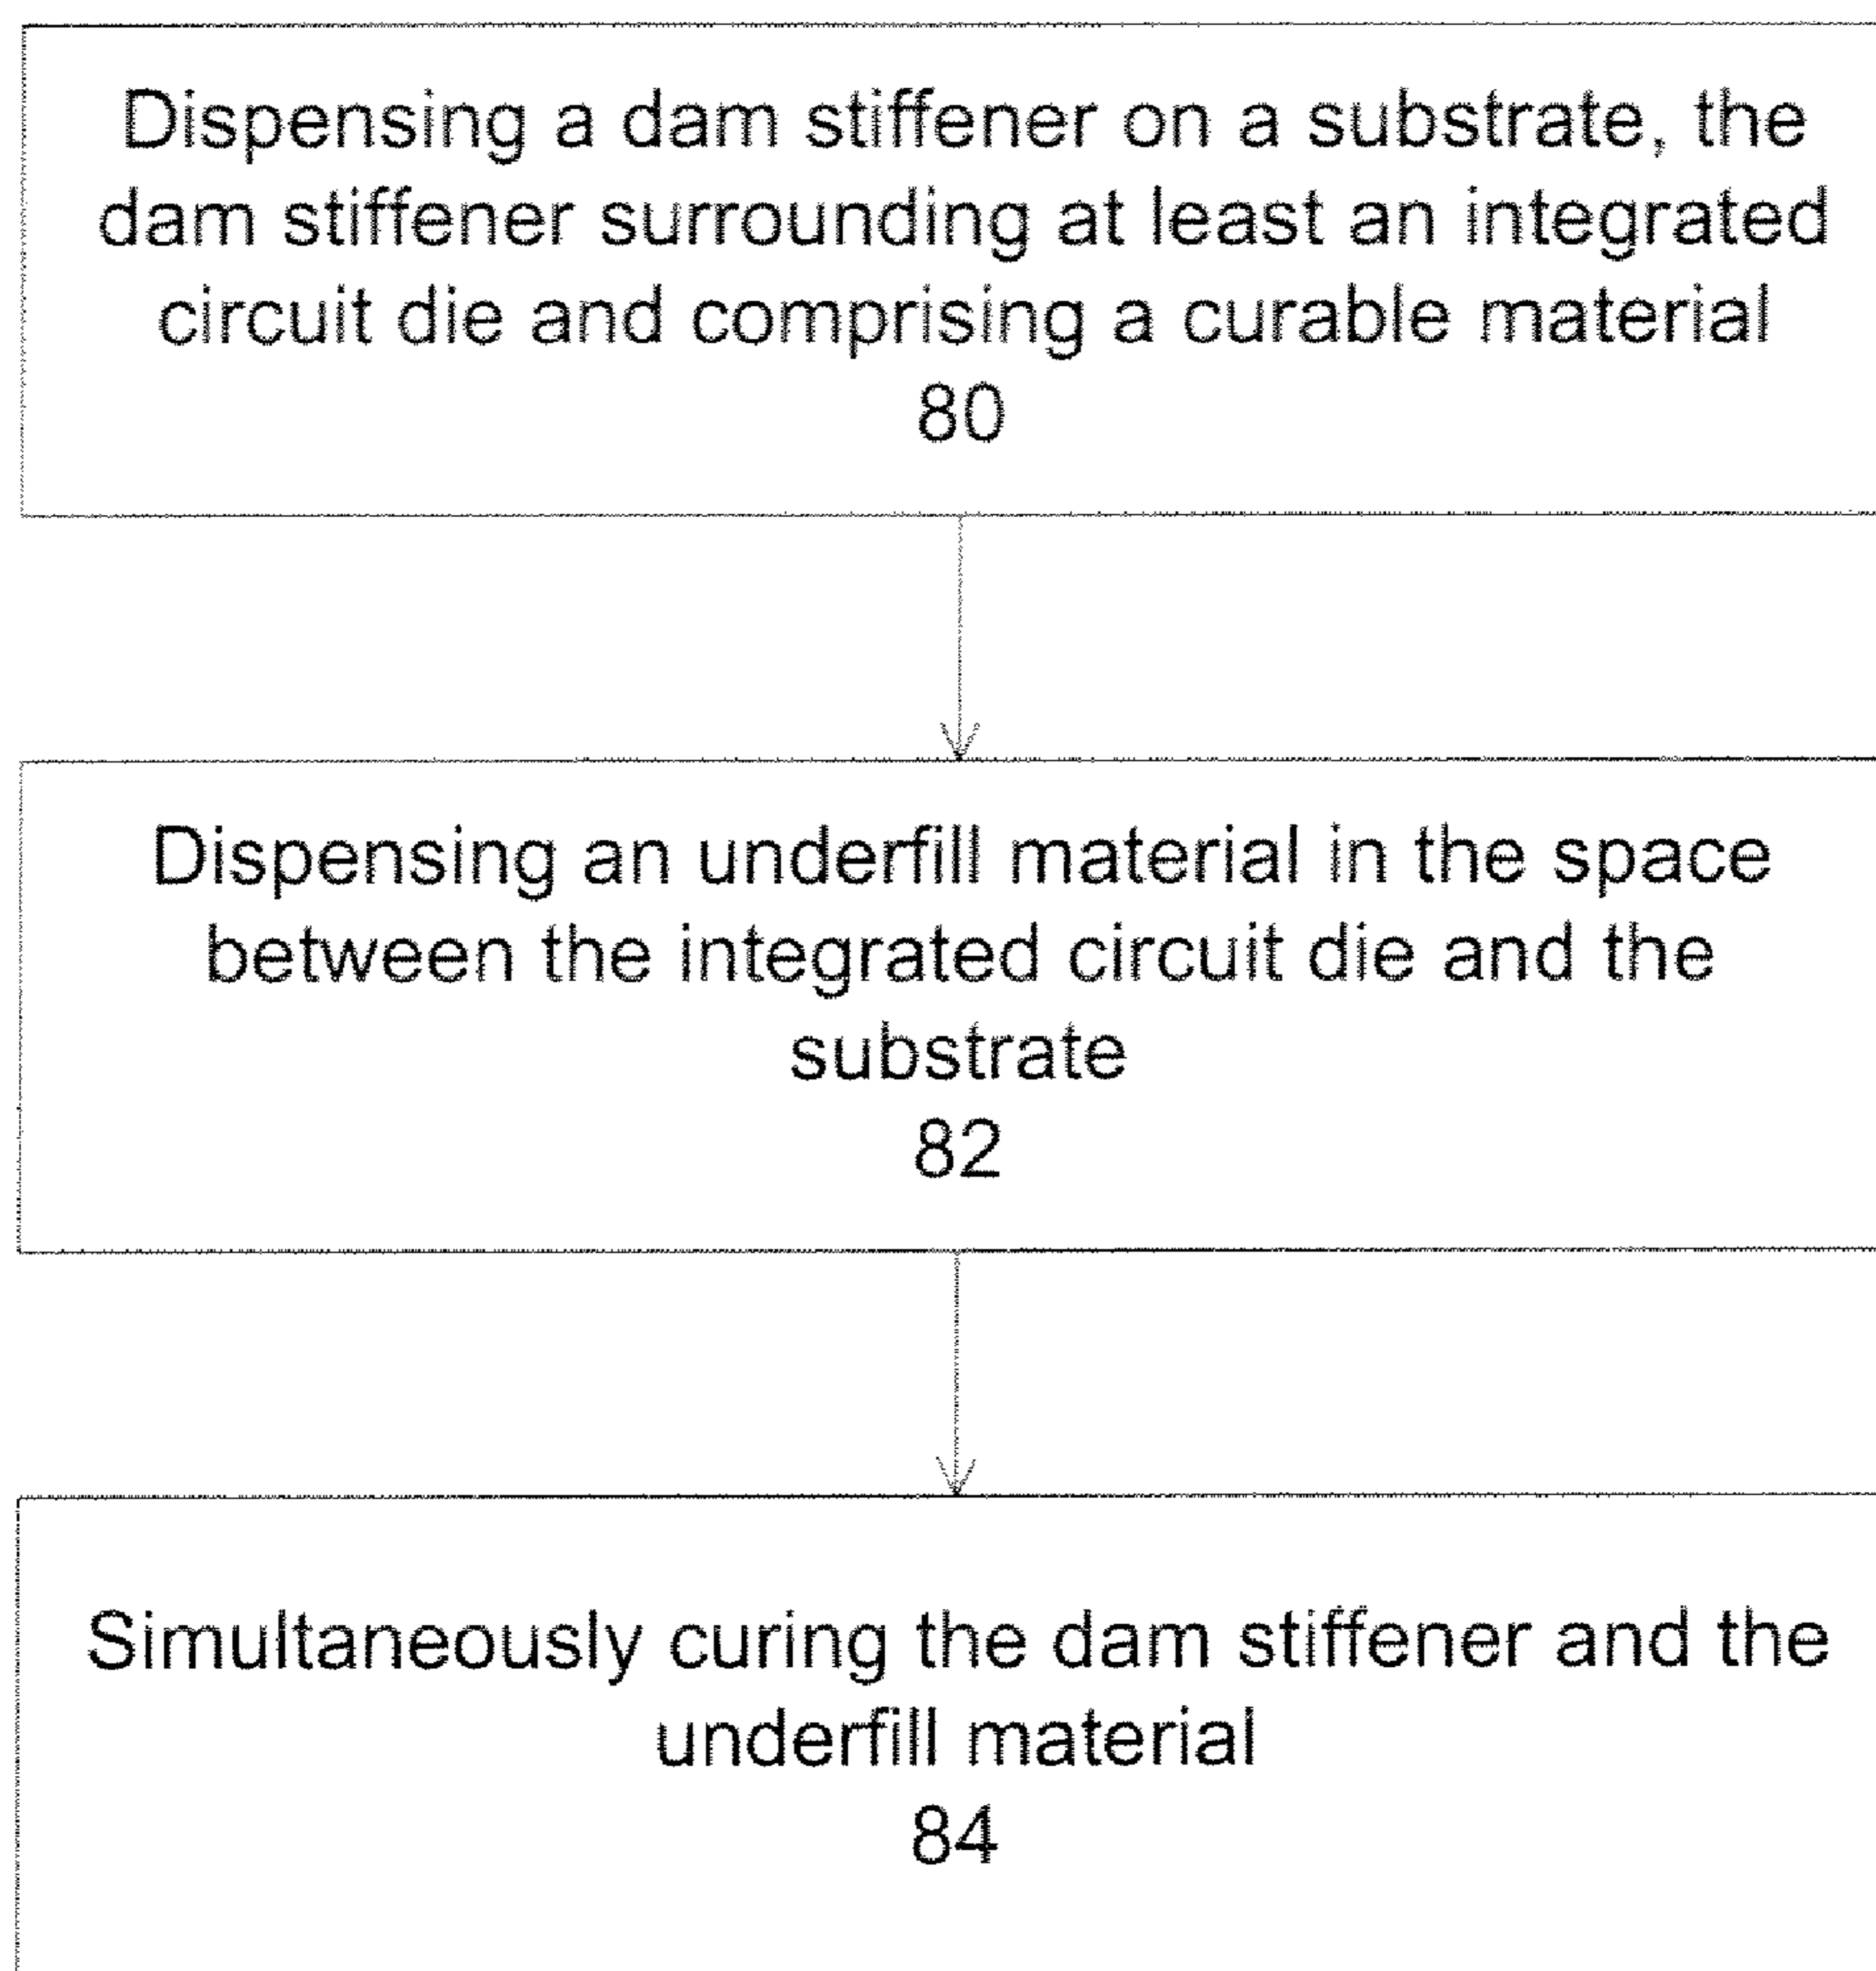 Dispensing a dam stiffener on a substrate, the
dam stiffener surrounding at least an integrated
circuit die and comprising a curable material
80
Dispensing an underfill material in the space
between the integrated circuit die and the
substrate
82
Simultaneously curing the dam stiffener and the
underfill material
84